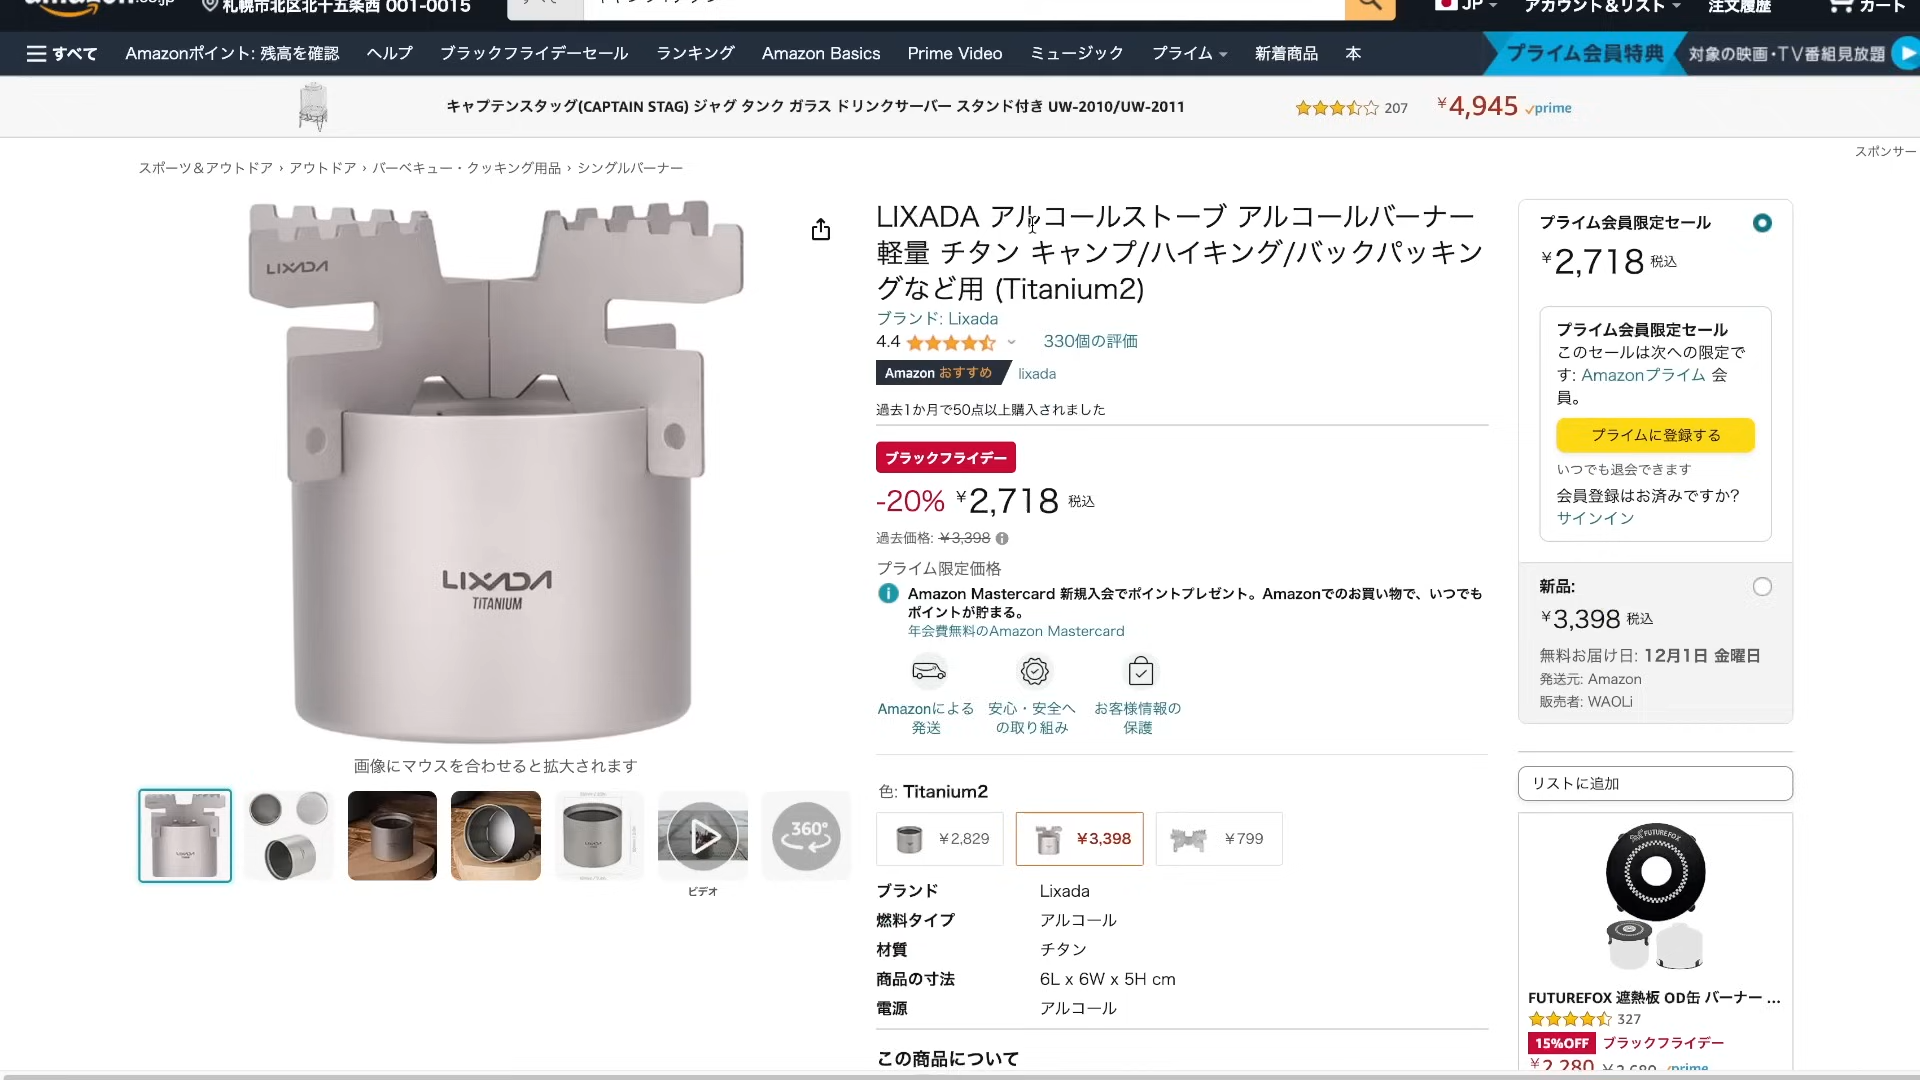 amazon.co.jp
札幌市北区北十五条西 001-0015
JP
アカウント&リスト
注文履歴
カート
すべて
Amazonポイント: 残高を確認
ヘルプ
ブラックフライデーセール
ランキング
Amazon Basics
Prime Video
ミュージック
プライム
新着商品
本
プライム会員特典
対象の映画・TV番組見放題
キャプテンスタッグ(CAPTAIN STAG) ジャグ タンク ガラス ドリンクサーバー スタンド付き UW-2010/UW-2011
207
¥4,945 prime
スポンサー
スポーツ&アウトドア › アウトドア › バーベキュー・クッキング用品 › シングルバーナー
LIXADA
LIXADA
TITANIUM
画像にマウスを合わせると拡大されます
360°
ビデオ
LIXADA アルコールストーブ アルコールバーナー
軽量 チタン キャンプ/ハイキング/バックパッキン
グなど用 (Titanium2)
ブランド: Lixada
4.4
330個の評価
Amazon おすすめ
lixada
過去1か月で50点以上購入されました
ブラックフライデー
-20% ¥2,718 税込
過去価格: ¥3,398
プライム限定価格
Amazon Mastercard 新規入会でポイントプレゼント。Amazonでのお買い物で、いつでも
ポイントが貯まる。
年会費無料のAmazon Mastercard
Amazonによる
発送
安心・安全へ
の取り組み
お客様情報の
保護
色: Titanium2
¥2,829
¥3,398
¥799
ブランド Lixada
燃料タイプ アルコール
材質 チタン
商品の寸法 6L x 6W x 5H cm
電源 アルコール
この商品について
プライム会員限定セール
¥2,718 税込
プライム会員限定セール
このセールは次への限定で
す: Amazonプライム 会
員。
プライムに登録する
いつでも退会できます
会員登録はお済みですか?
サインイン
新品:
¥3,398 税込
無料お届け日: 12月1日 金曜日
発送元: Amazon
販売者: WAOLi
リストに追加
FUTUREFOX
FUTUREFOX 遮熱板 OD缶 バーナー ...
327
15%OFF ブラックフライデー
¥2,280 ¥2,680 prime